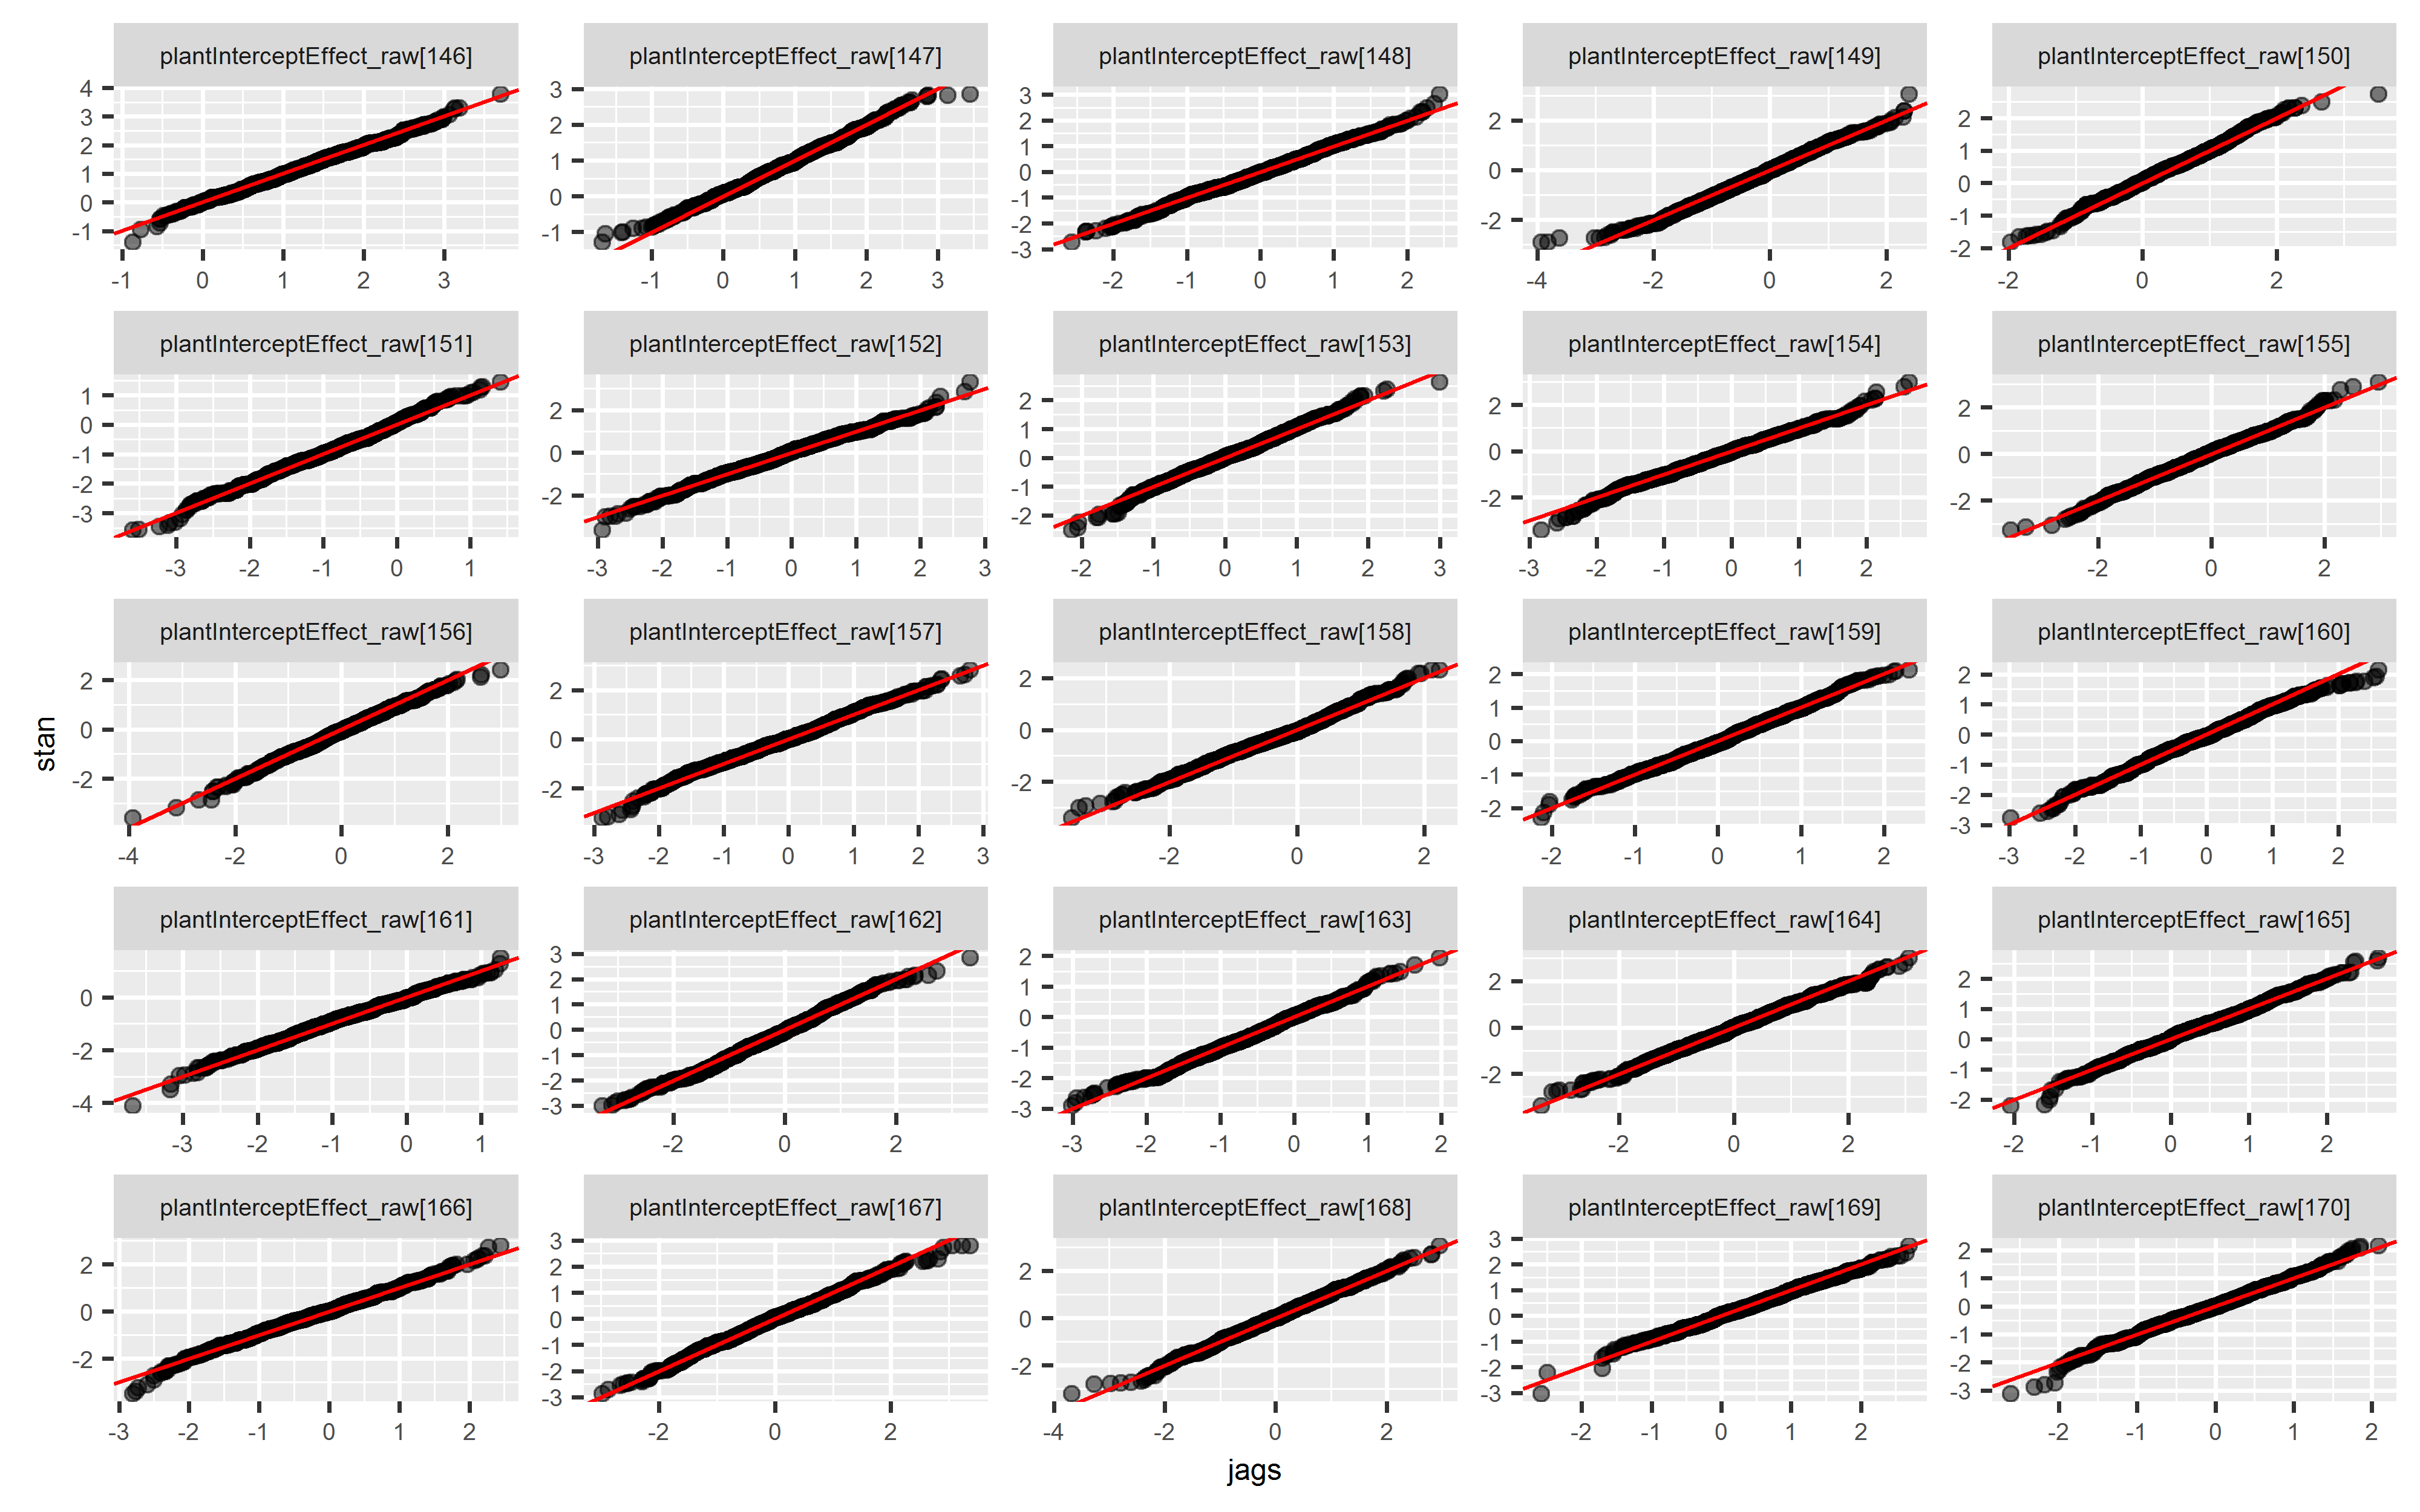 plantInterceptEffect_raw[146] plantInterceptEffect_raw[147] plantInterceptEffect_raw[148] plantInterceptEffect_raw[149] plantInterceptEffect_raw[150]
4 3 2 1 0 -1
3 2 1 0 -1
3 2 1 0 -1 -2 -3
2 0 -2
2 1 0 -1 -2
-1 0 1 2 3
-1 0 1 2 3
-2 -1 0 1 2
-4 -2 0 2
-2 0 2
plantInterceptEffect_raw[151] plantInterceptEffect_raw[152] plantInterceptEffect_raw[153] plantInterceptEffect_raw[154] plantInterceptEffect_raw[155]
1 0 -1 -2 -3
2 0 -2
2 1 0 -1 -2
2 0 -2
2 0 -2
-3 -2 -1 0 1
-3 -2 -1 0 1 2 3
-2 -1 0 1 2 3
-3 -2 -1 0 1 2
-2 0 2
plantInterceptEffect_raw[156] plantInterceptEffect_raw[157] plantInterceptEffect_raw[158] plantInterceptEffect_raw[159] plantInterceptEffect_raw[160]
stan
2 0 -2
2 0 -2
2 0 -2
2 1 0 -1 -2
2 1 0 -1 -2 -3
-4 -2 0 2
-3 -2 -1 0 1 2 3
-2 0 2
-2 -1 0 1 2
-3 -2 -1 0 1 2
plantInterceptEffect_raw[161] plantInterceptEffect_raw[162] plantInterceptEffect_raw[163] plantInterceptEffect_raw[164] plantInterceptEffect_raw[165]
0 -2 -4
3 2 1 0 -1 -2 -3
2 1 0 -1 -2 -3
2 0 -2
2 1 0 -1 -2
-3 -2 -1 0 1
-2 0 2
-3 -2 -1 0 1 2
-2 0 2
-2 -1 0 1 2
plantInterceptEffect_raw[166] plantInterceptEffect_raw[167] plantInterceptEffect_raw[168] plantInterceptEffect_raw[169] plantInterceptEffect_raw[170]
2 0 -2
3 2 1 0 -1 -2 -3
2 0 -2
3 2 1 0 -1 -2 -3
2 1 0 -1 -2 -3
-3 -2 -1 0 1 2
-2 0 2
-4 -2 0 2
-2 -1 0 1 2
-2 -1 0 1 2
jags